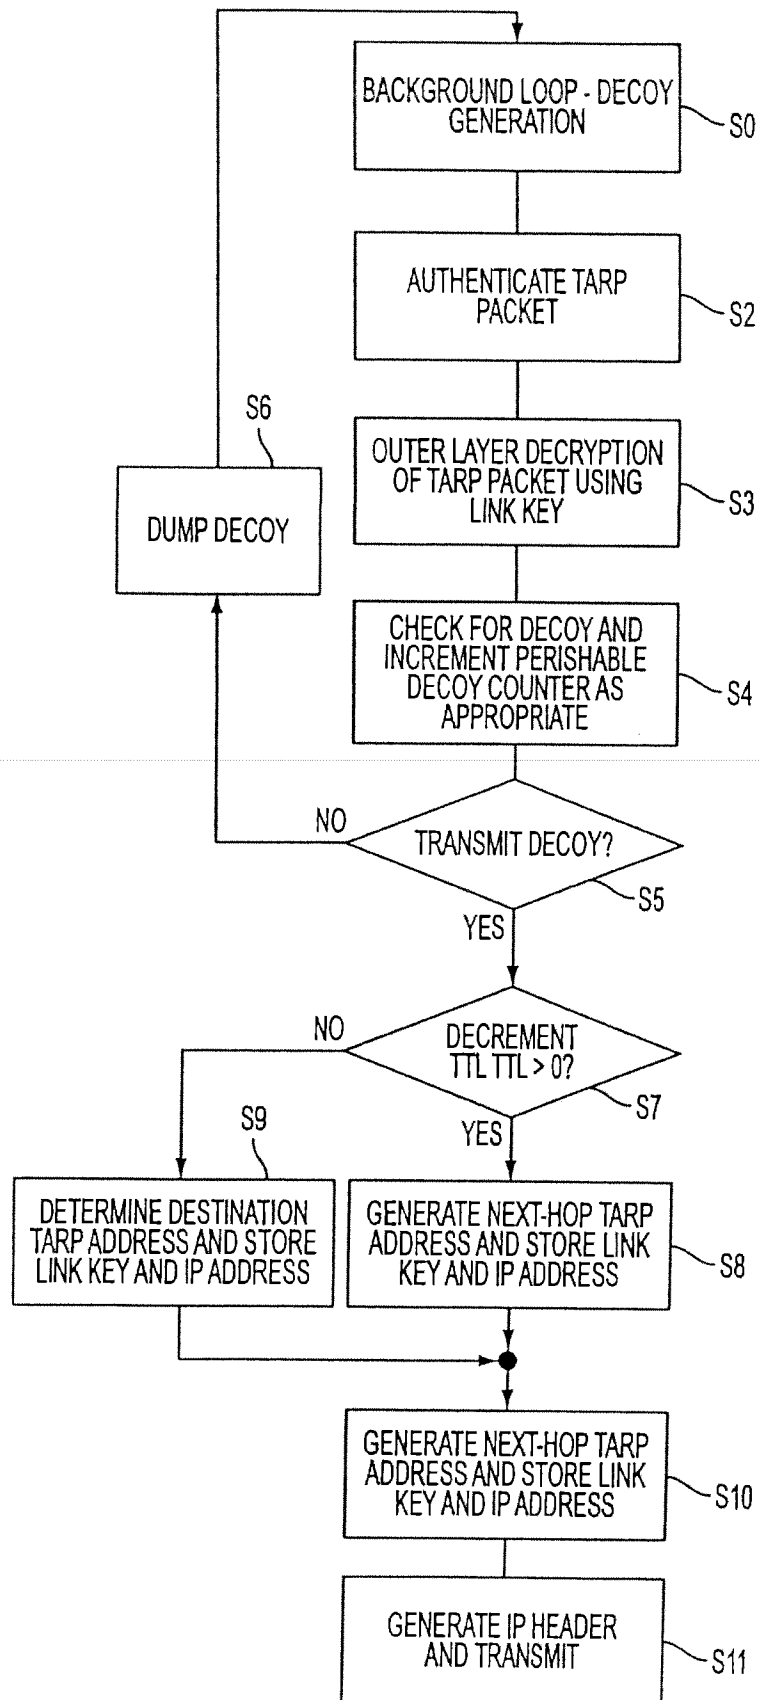 BACKGROUND LOOP - DECOY
GENERATION
S0
AUTHENTICATE TARP
PACKET
S2
OUTER LAYER DECRYPTION
OF TARP PACKET USING
LINK KEY
S3
S6
DUMP DECOY
CHECK FOR DECOY AND
INCREMENT PERISHABLE
DECOY COUNTER AS
APPROPRIATE
S4
NO
TRANSMIT DECOY?
S5
YES
NO
DECREMENT
TTL TTL > 0?
S7
YES
S9
DETERMINE DESTINATION
TARP ADDRESS AND STORE
LINK KEY AND IP ADDRESS
GENERATE NEXT-HOP TARP
ADDRESS AND STORE LINK
KEY AND IP ADDRESS
S8
GENERATE NEXT-HOP TARP
ADDRESS AND STORE LINK
KEY AND IP ADDRESS
S10
GENERATE IP HEADER
AND TRANSMIT
S11